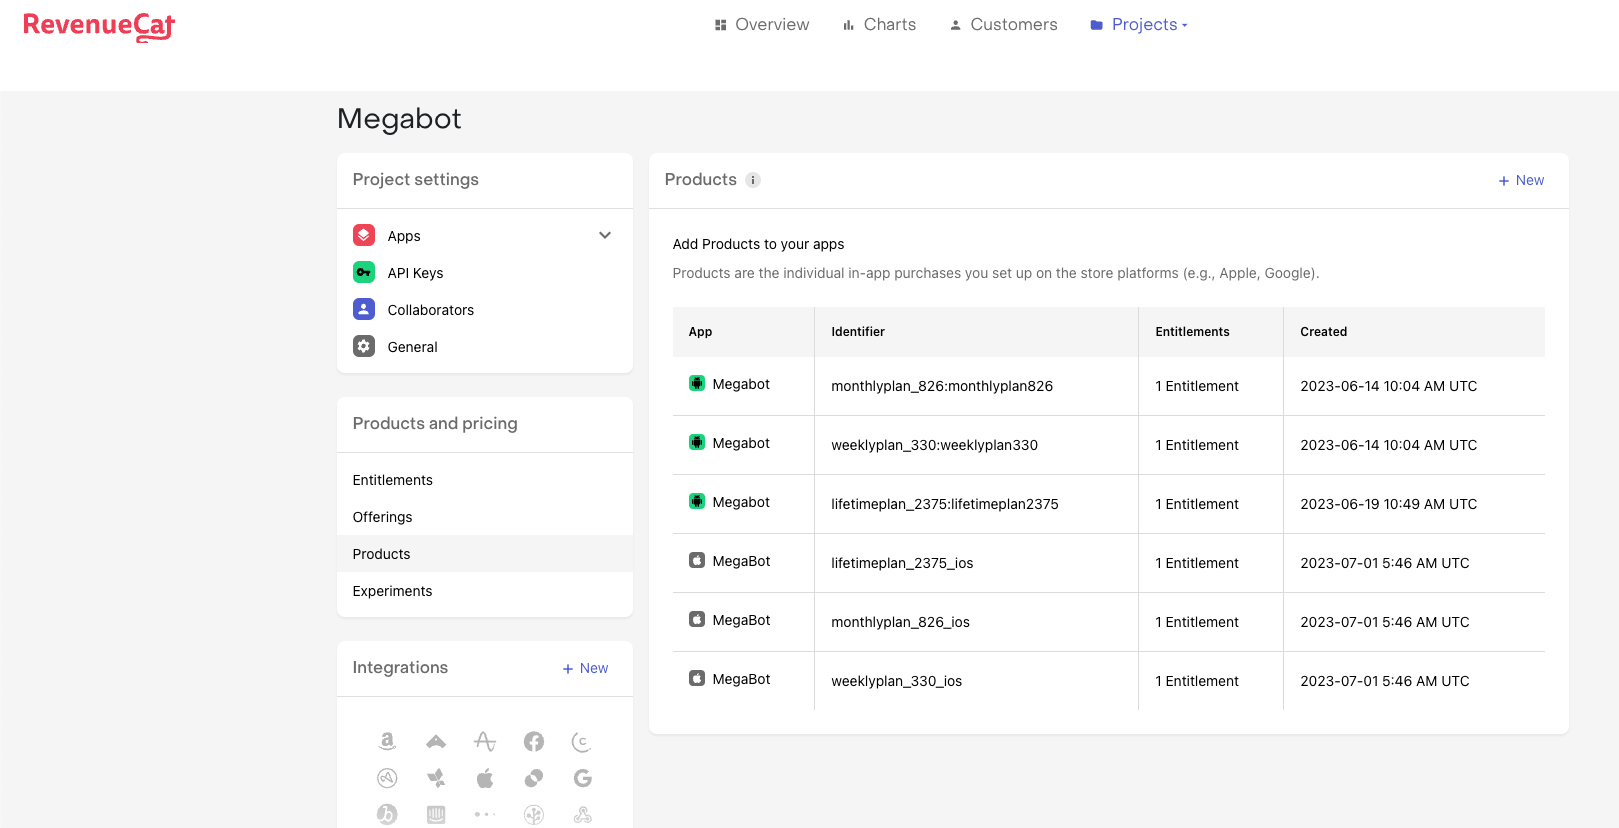 RevenueCat
Overview
Charts
Customers
Projects
Megabot
Project settings
Apps
API Keys
Collaborators
General
Products and pricing
Entitlements
Offerings
Products
Experiments
Integrations
+ New
Products
+ New
Add Products to your apps
Products are the individual in-app purchases you set up on the store platforms (e.g., Apple, Google).
App Identifier Entitlements Created
Megabot monthlyplan_826:monthlyplan826 1 Entitlement 2023-06-14 10:04 AM UTC
Megabot weeklyplan_330:weeklyplan330 1 Entitlement 2023-06-14 10:04 AM UTC
Megabot lifetimeplan_2375:lifetimeplan2375 1 Entitlement 2023-06-19 10:49 AM UTC
MegaBot lifetimeplan_2375_ios 1 Entitlement 2023-07-01 5:46 AM UTC
MegaBot monthlyplan_826_ios 1 Entitlement 2023-07-01 5:46 AM UTC
MegaBot weeklyplan_330_ios 1 Entitlement 2023-07-01 5:46 AM UTC